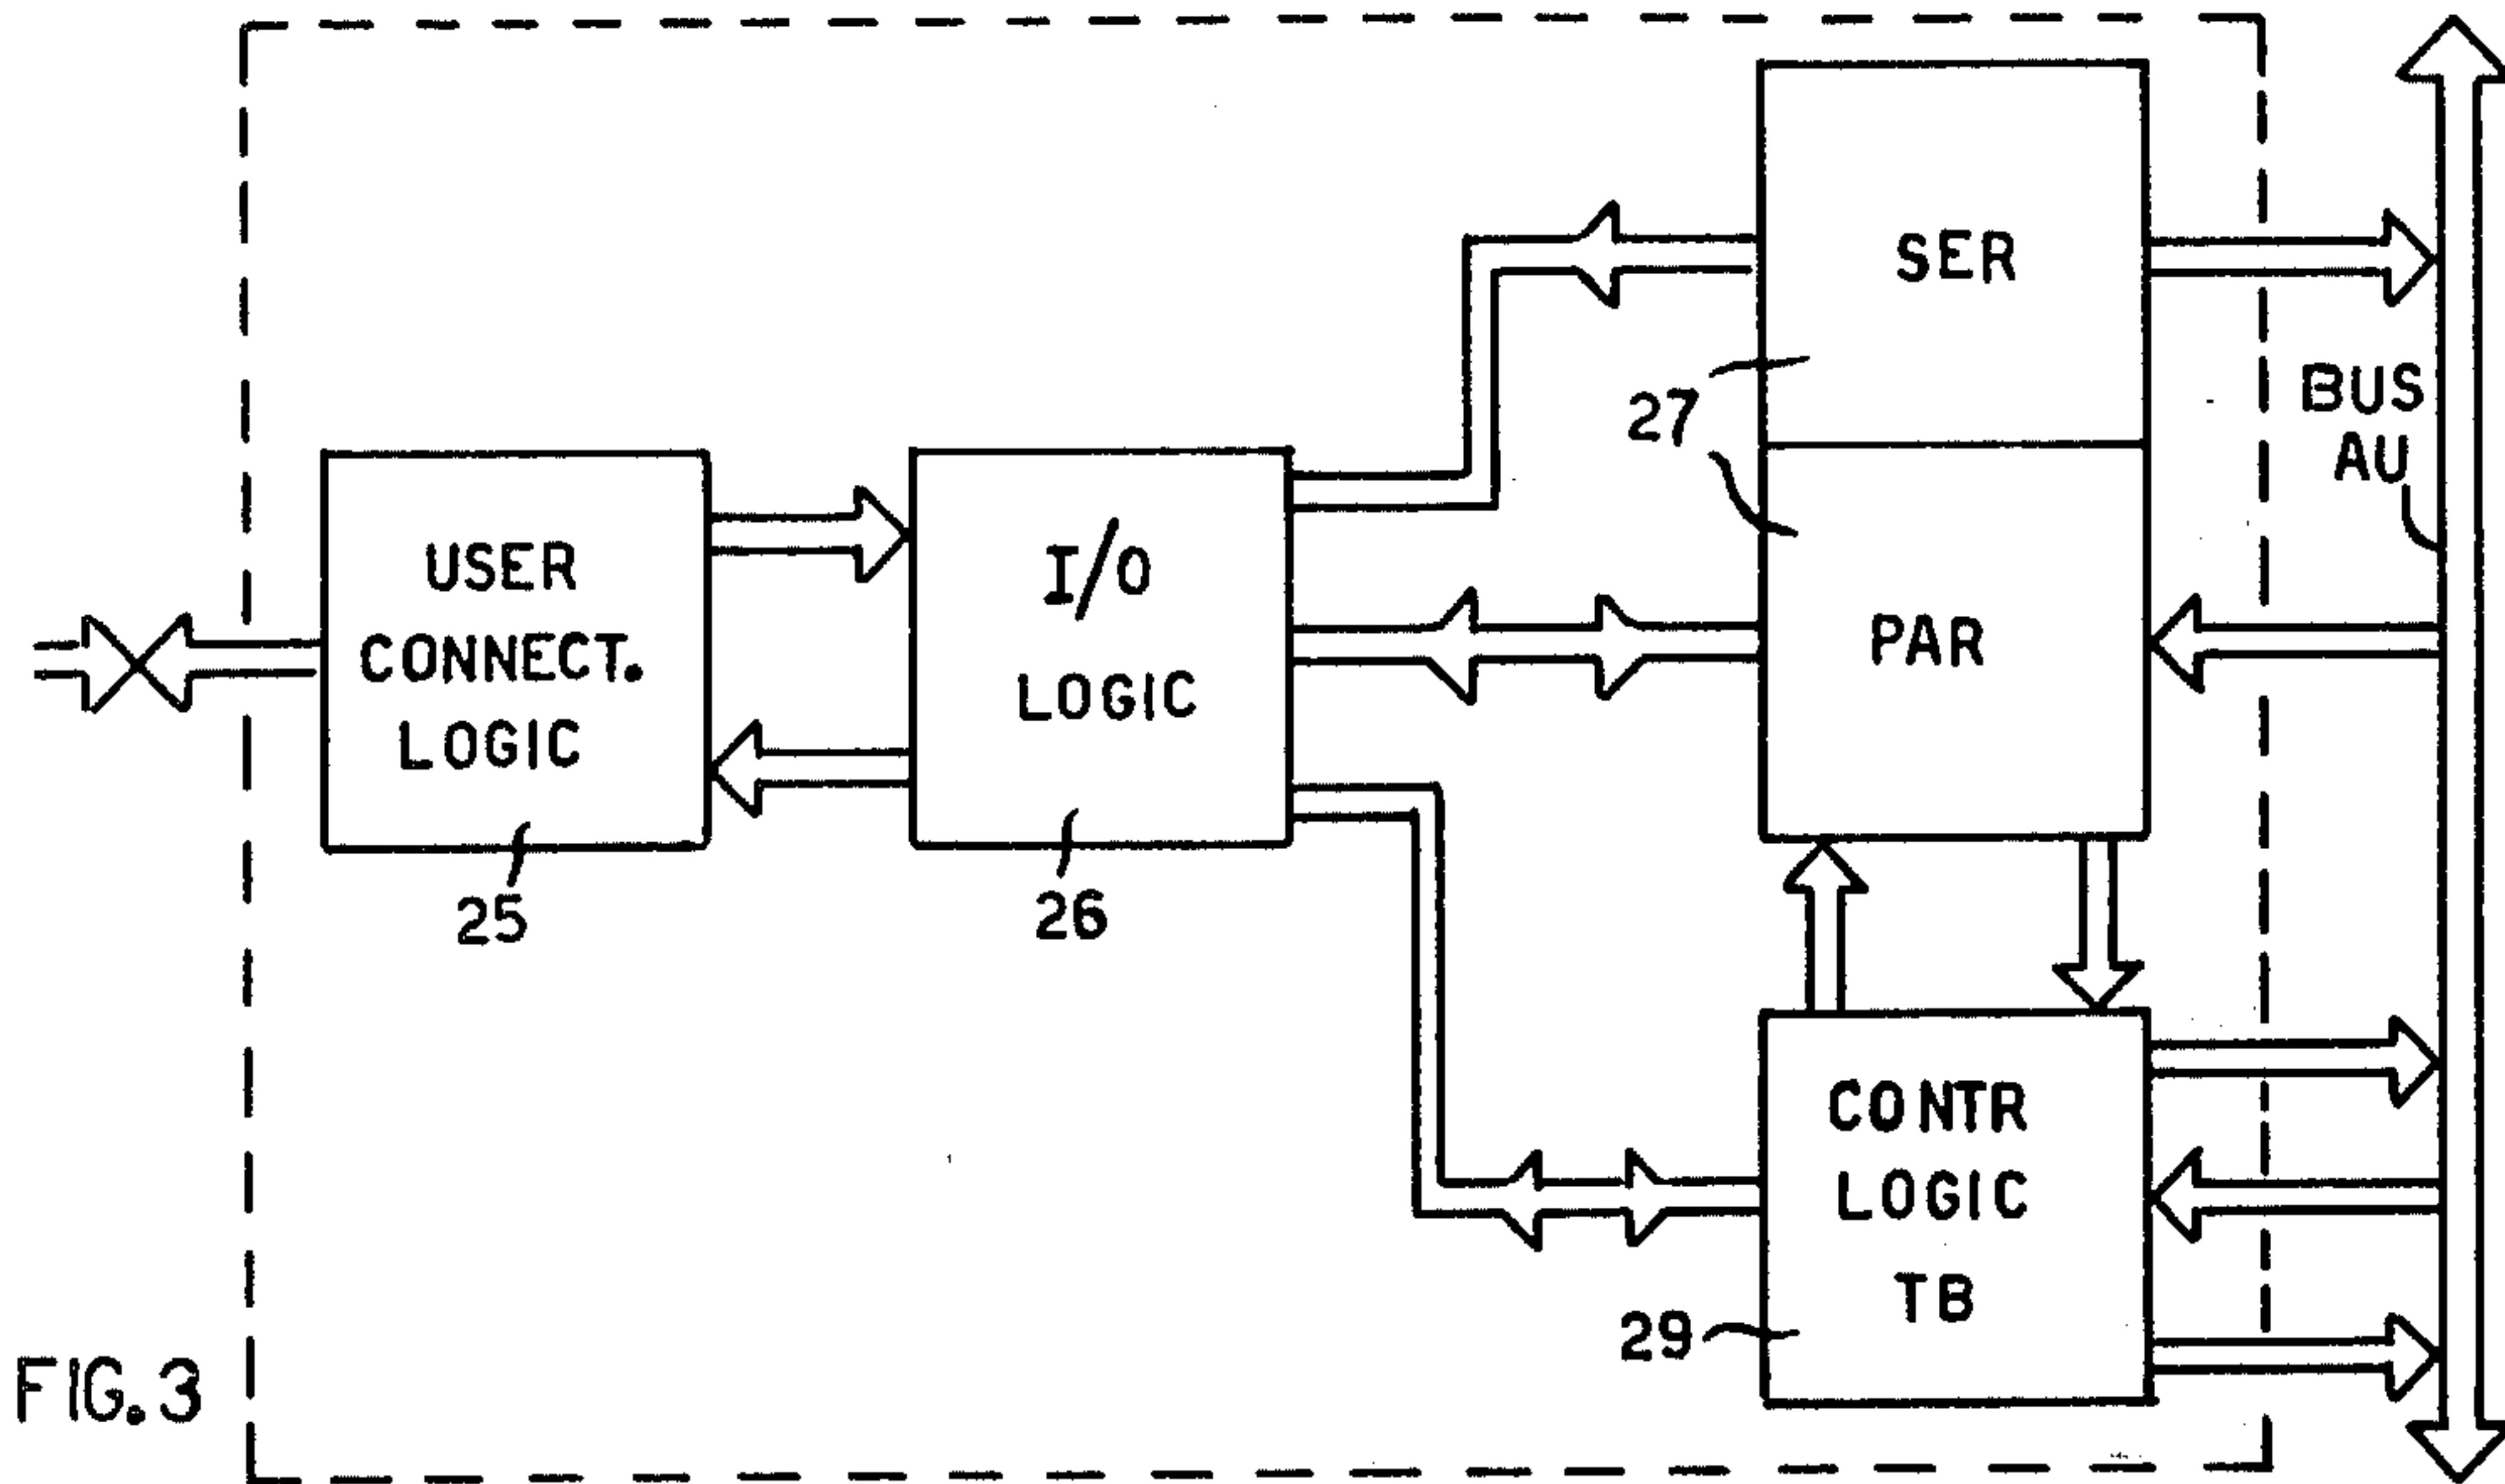 SER
27
BUS
AU
USER
CONNECT.
LOGIC
I/O
LOGIC
PAR
25
26
CONTR
LOGIC
TB
29
FIG.3